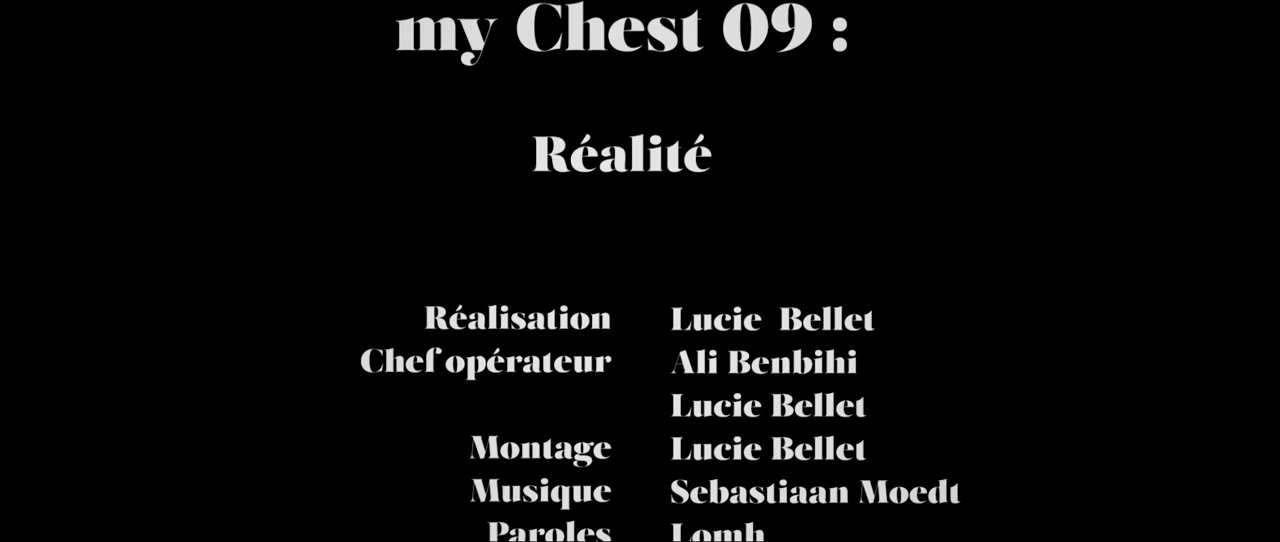 my Chest 09 :
Réalité
Réalisation Lucie Bellet
Chef opérateur Ali Benbihi
Lucie Bellet
Montage Lucie Bellet
Musique Sebastiaan Moedt
Paroles Lomh